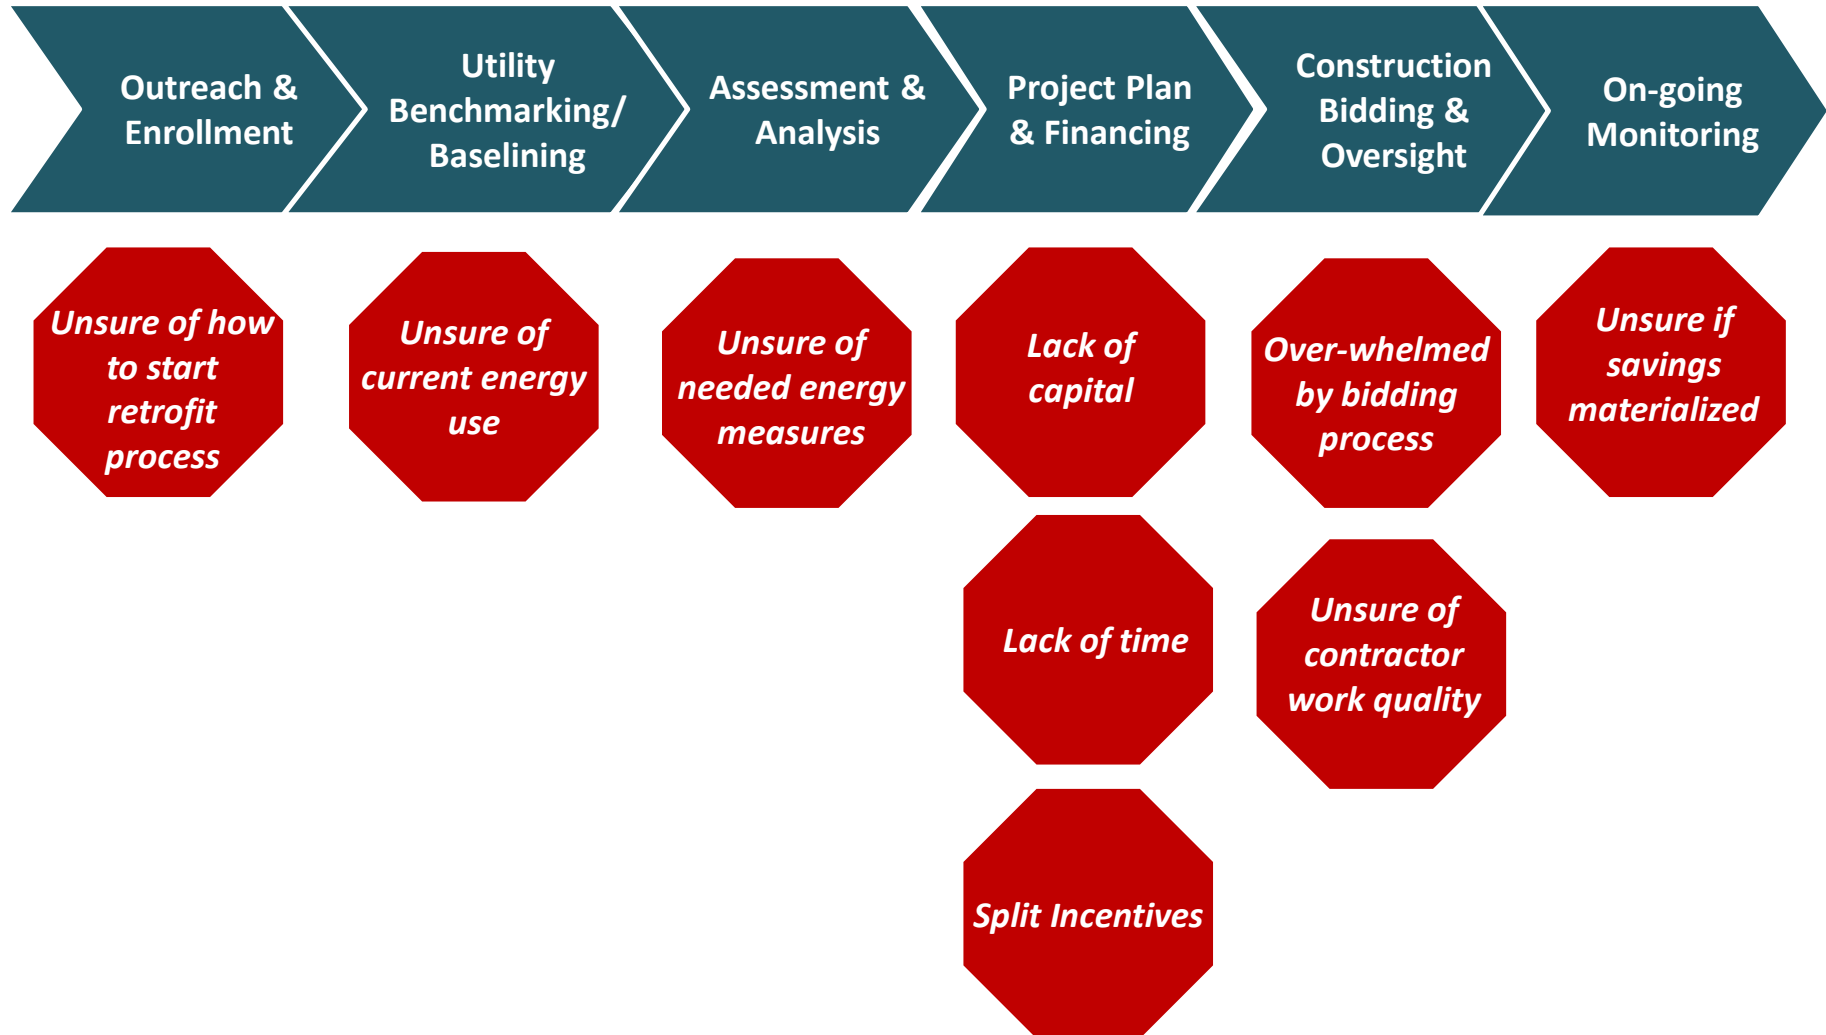 Outreach &
Enrollment
Utility
Benchmarking/
Baselining
Assessment &
Analysis
Project Plan
& Financing
Construction
Bidding &
Oversight
On-going
Monitoring
Unsure of how
to start
retrofit
process
Unsure of
current energy
use
Unsure of
needed energy
measures
Lack of
capital
Over-whelmed
by bidding
process
Unsure if
savings
materialized
Lack of time
Unsure of
contractor
work quality
Split Incentives